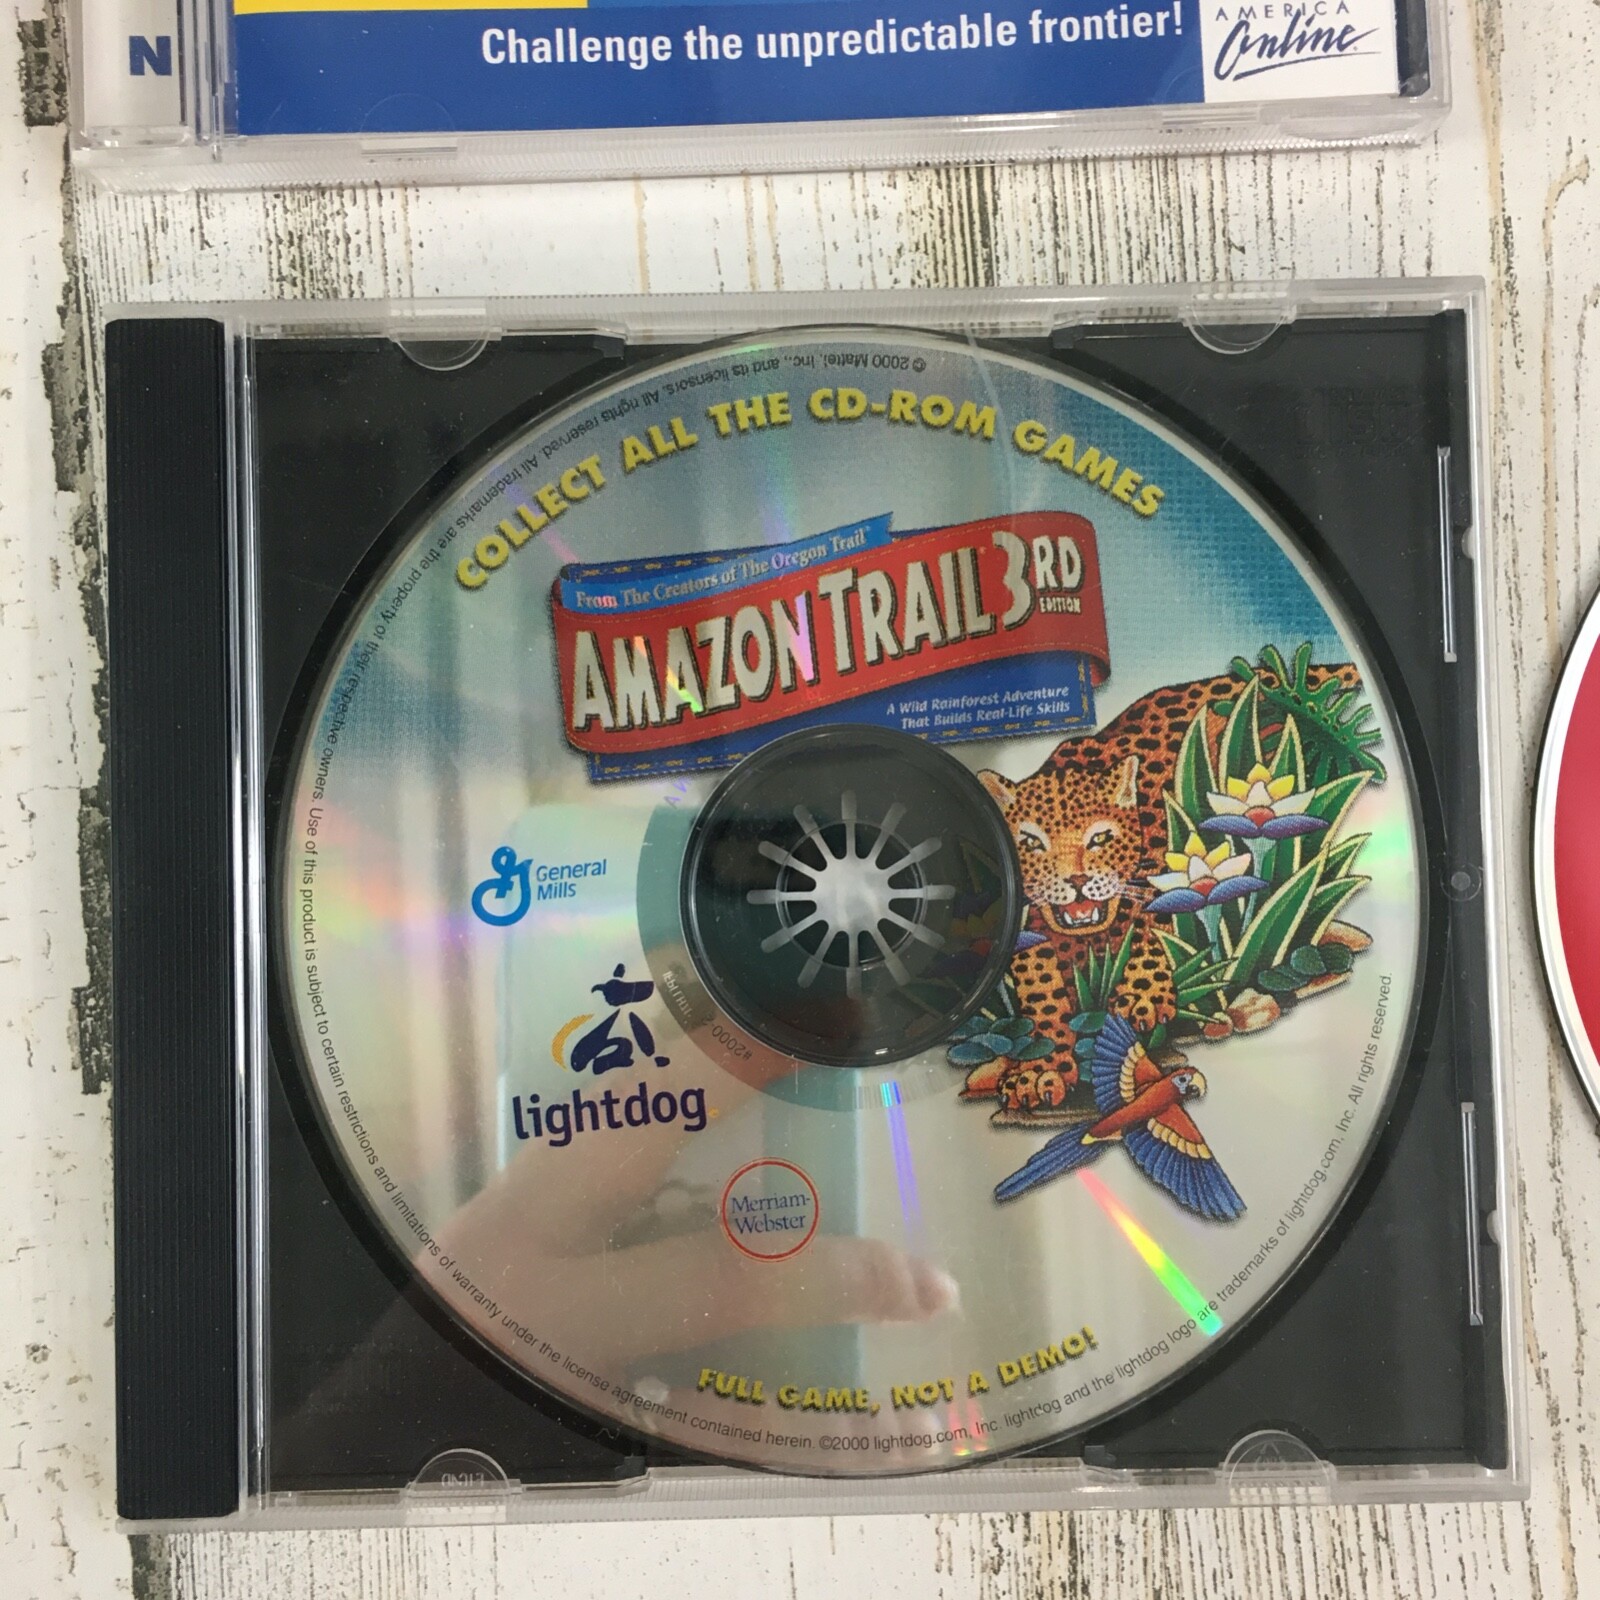 N
Challenge the unpredictable frontier!
AMERICA
Online
COLLECT ALL THE CD-ROM GAMES
From The Creators of The Oregon Trail
AMAZON TRAIL 3RD
EDITION
A Wild Rainforest Adventure
That Builds Real-Life Skills
General
Mills
lightdog
Merriam-
Webster
FULL GAME, NOT A DEMO!
© 2000 Mattel, Inc., and its licensors. All rights reserved. All trademarks are the property of their respective owners. Use of this product is subject to certain restrictions and limitations of warranty under the license agreement contained herein. ©2000 lightdog.com, Inc. lightdog and the lightdog logo are trademarks of lightdog.com, Inc. All rights reserved.